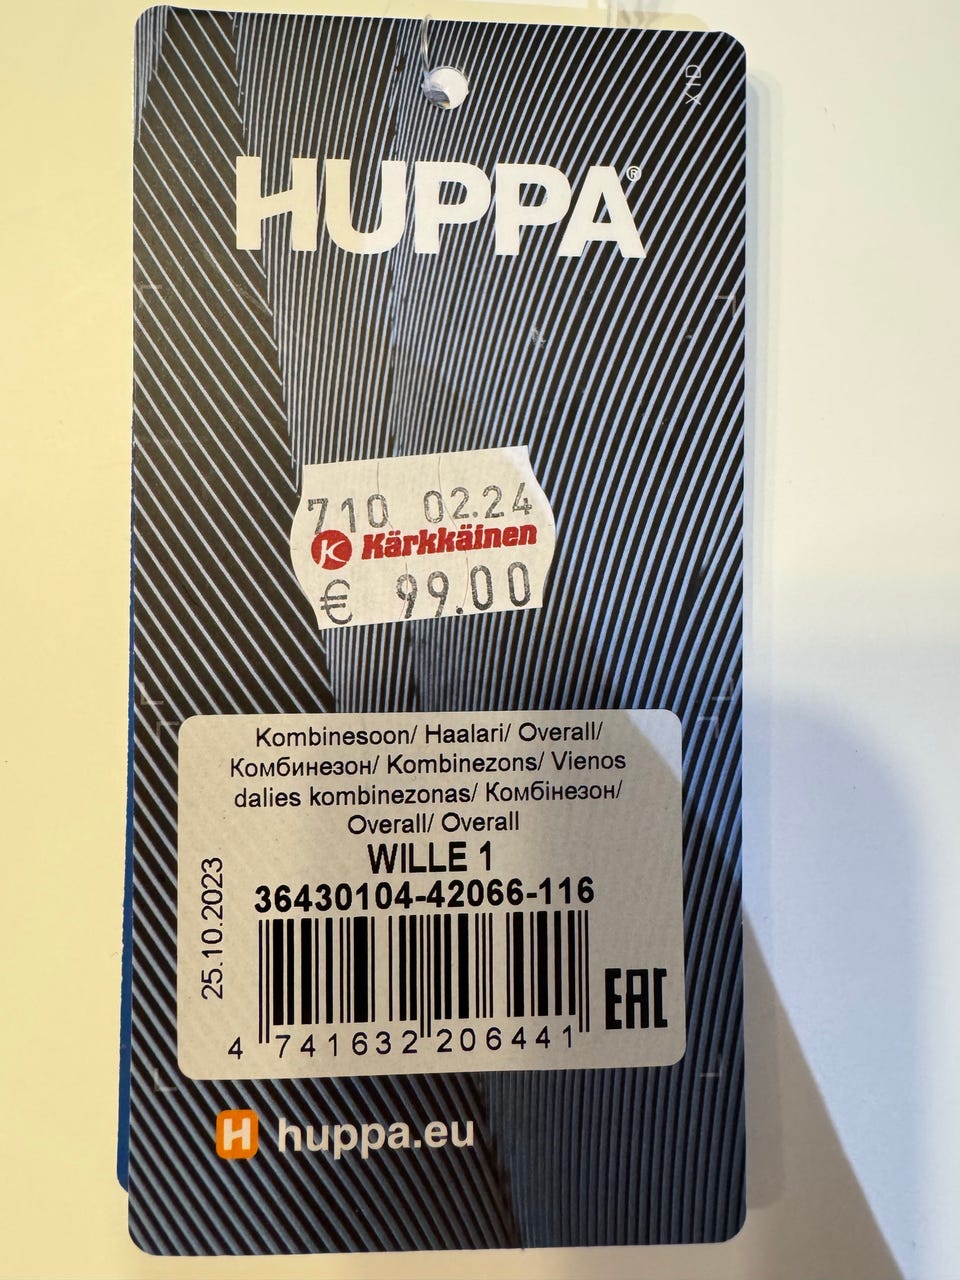 XID
HUPPA®
710 02.24
K Kärkkäinen
€ 99.00
Kombinesoon/ Haalari/ Overall/
Комбинезон/ Kombinezons/ Vienos
dalies kombinezonas/ Комбінезон/
Overall/ Overall
WILLE 1
36430104-42066-116
25.10.2023
4 741632 206441
EAC
H huppa.eu